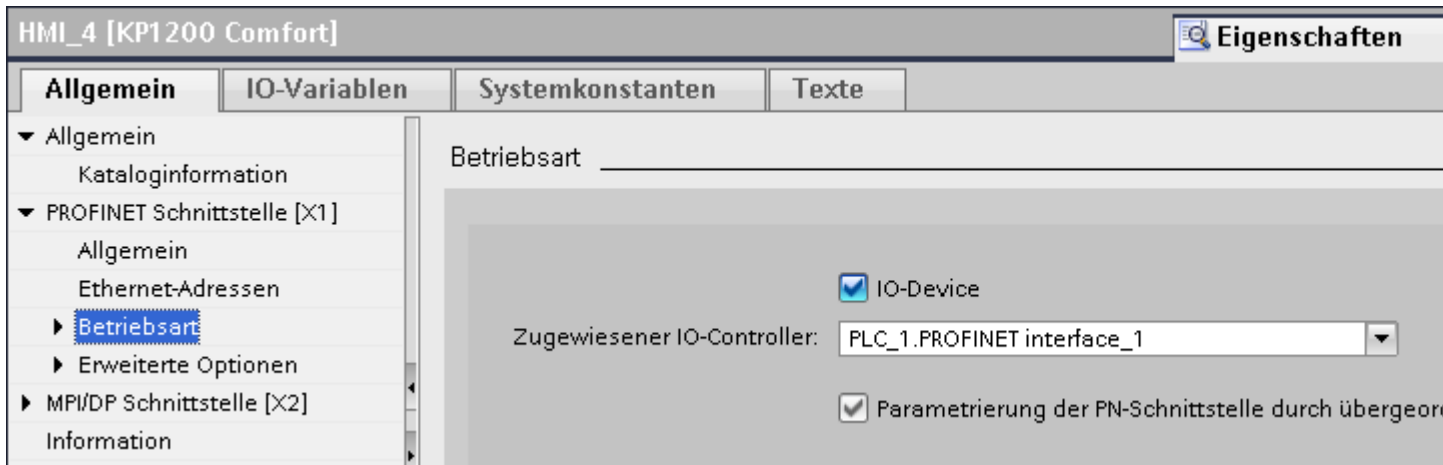 HMI_4 [KP1200 Comfort]
Eigenschaften
Allgemein IO-Variablen Systemkonstanten Texte
Allgemein
Kataloginformation
PROFINET Schnittstelle [X1]
Allgemein
Ethernet-Adressen
Betriebsart
Erweiterte Optionen
MPI/DP Schnittstelle [X2]
Information
Betriebsart
IO-Device
Zugewiesener IO-Controller: PLC_1.PROFINET interface_1
Parametrierung der PN-Schnittstelle durch